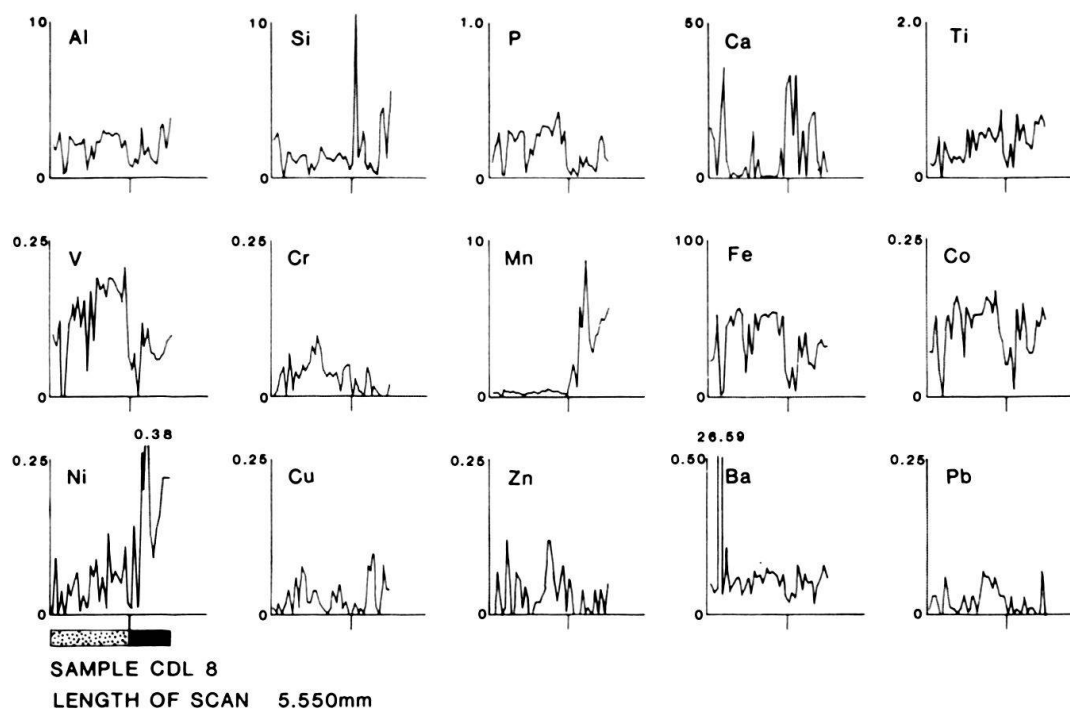 10 Al 0
10 Si 0
1.0 P 0
50 Ca 0
2.0 Ti 0
0.25 V 0
0.25 Cr 0
10 Mn 0
100 Fe 0
0.25 Co 0
0.38
0.25 Ni 0
0.25 Cu 0
0.25 Zn 0
26.59
0.50 Ba 0
0.25 Pb 0
SAMPLE CDL 8
LENGTH OF SCAN 5.550mm